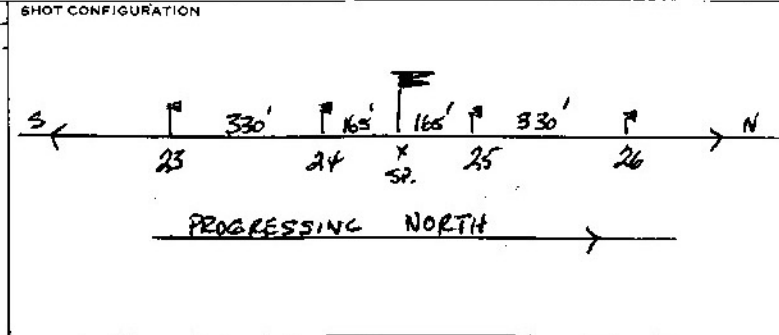 SHOT CONFIGURATION
S 330' 165' 165' 330' N
23 24 x 25 26
SP.
PROGRESSING NORTH